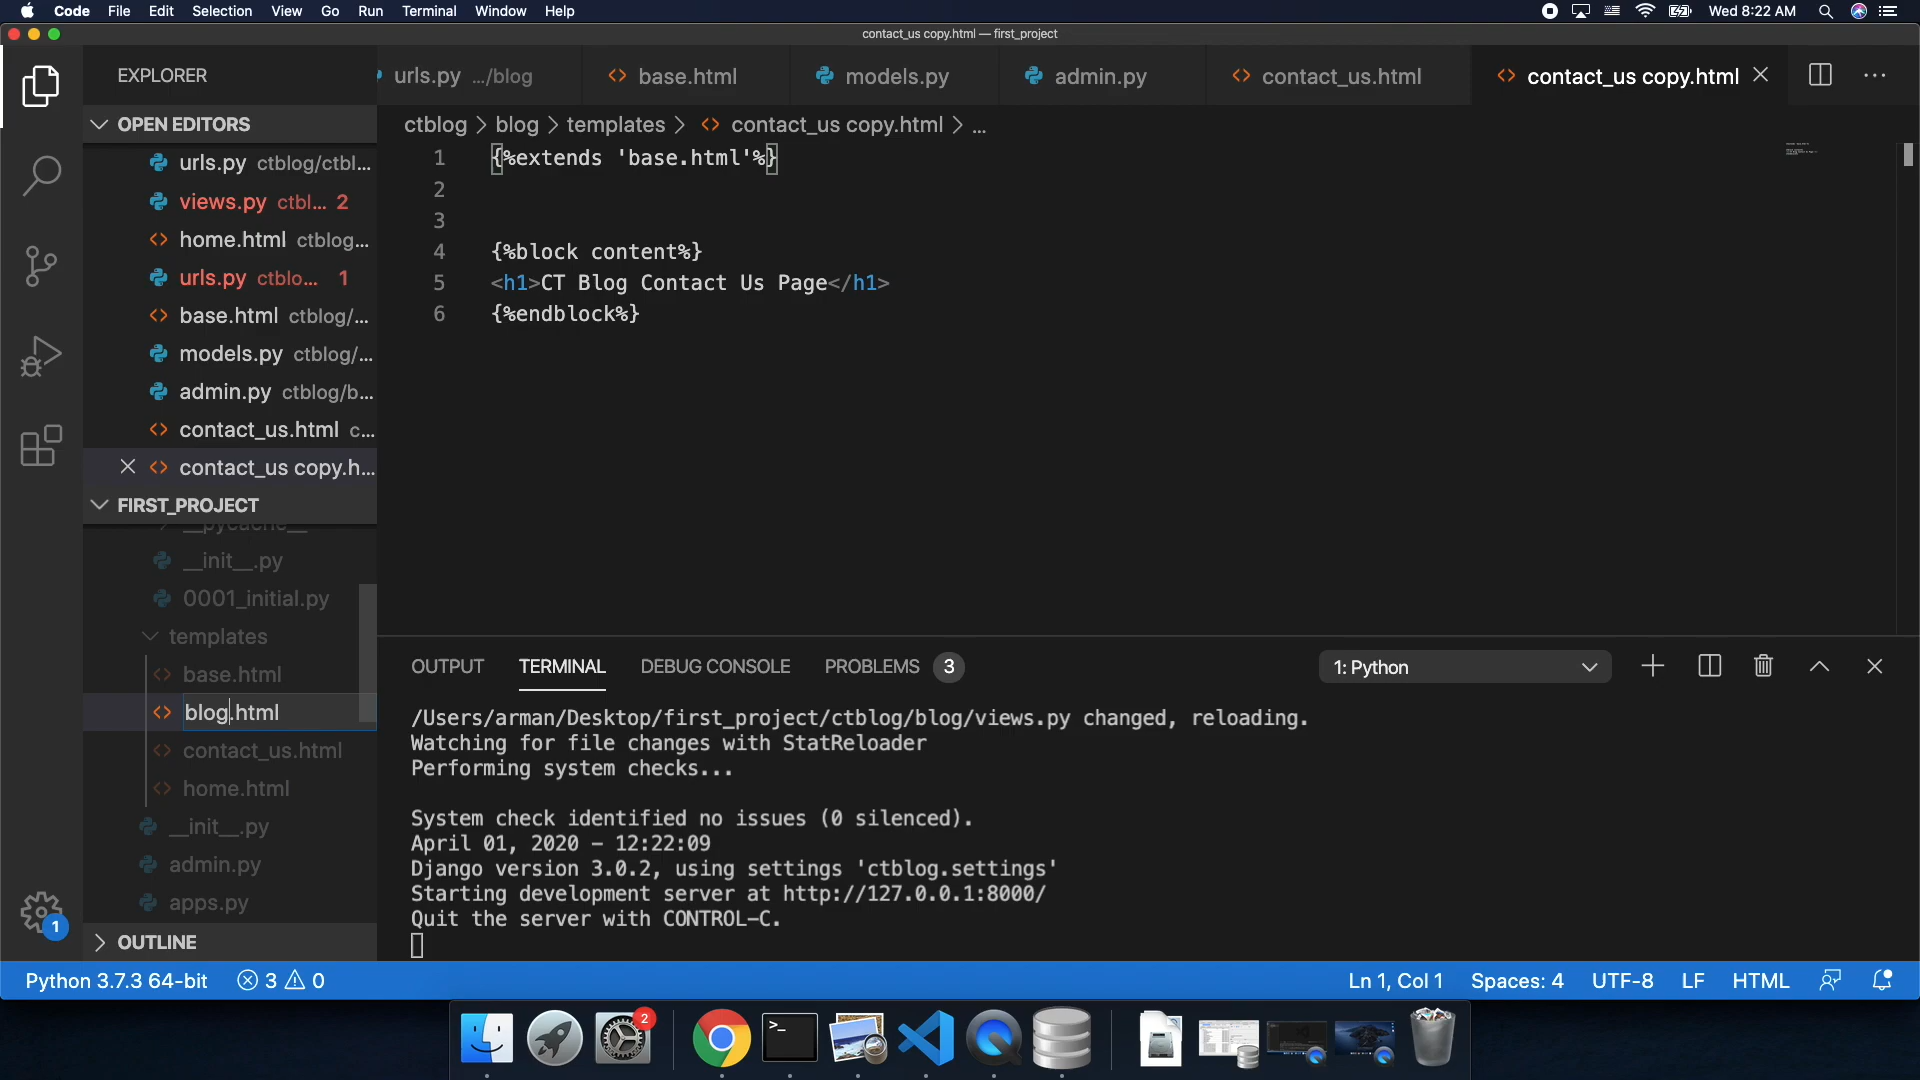 Code File Edit Selection View Go Run Terminal Window Help Wed 8:22 AM
contact_us copy.html — first_project
EXPLORER
urls.py .../blog base.html models.py admin.py contact_us.html contact_us copy.html
OPEN EDITORS
ctblog > blog > templates > contact_us copy.html > ...
urls.py ctblog/ctbl...
views.py ctbl... 2
home.html ctblog...
urls.py ctblo... 1
base.html ctblog/...
models.py ctblog/...
admin.py ctblog/b...
contact_us.html c...
contact_us copy.h...
1 {%extends 'base.html'%}
2
3
4 {%block content%}
5 <h1>CT Blog Contact Us Page</h1>
6 {%endblock%}
FIRST_PROJECT
__pycache__
__init__.py
0001_initial.py
templates
base.html
blog.html
contact_us.html
home.html
__init__.py
admin.py
apps.py
OUTLINE
OUTPUT TERMINAL DEBUG CONSOLE PROBLEMS 3 1: Python
/Users/arman/Desktop/first_project/ctblog/blog/views.py changed, reloading.
Watching for file changes with StatReloader
Performing system checks...
System check identified no issues (0 silenced).
April 01, 2020 - 12:22:09
Django version 3.0.2, using settings 'ctblog.settings'
Starting development server at http://127.0.0.1:8000/
Quit the server with CONTROL-C.
1
Python 3.7.3 64-bit 3 0 Ln 1, Col 1 Spaces: 4 UTF-8 LF HTML
2